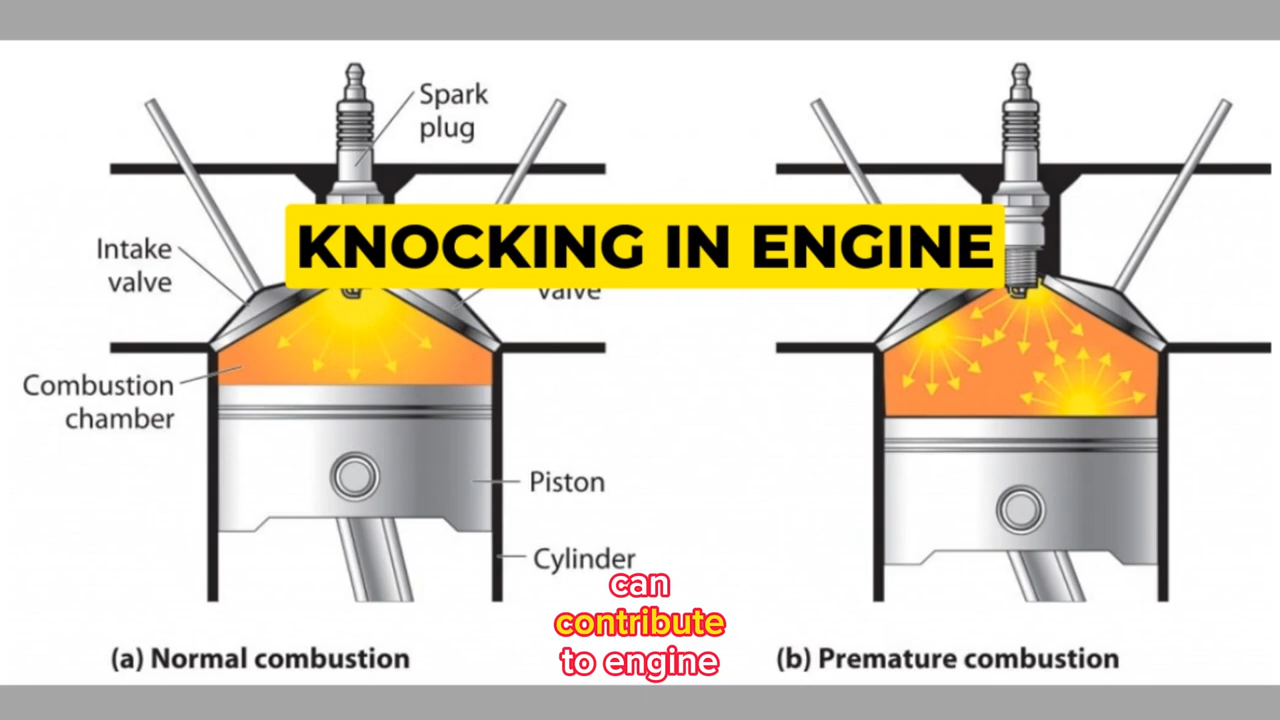 Spark
plug
KNOCKING IN ENGINE
Intake
valve
valve
Combustion
chamber
Piston
Cylinder
can
contribute
to engine
(a) Normal combustion
(b) Premature combustion